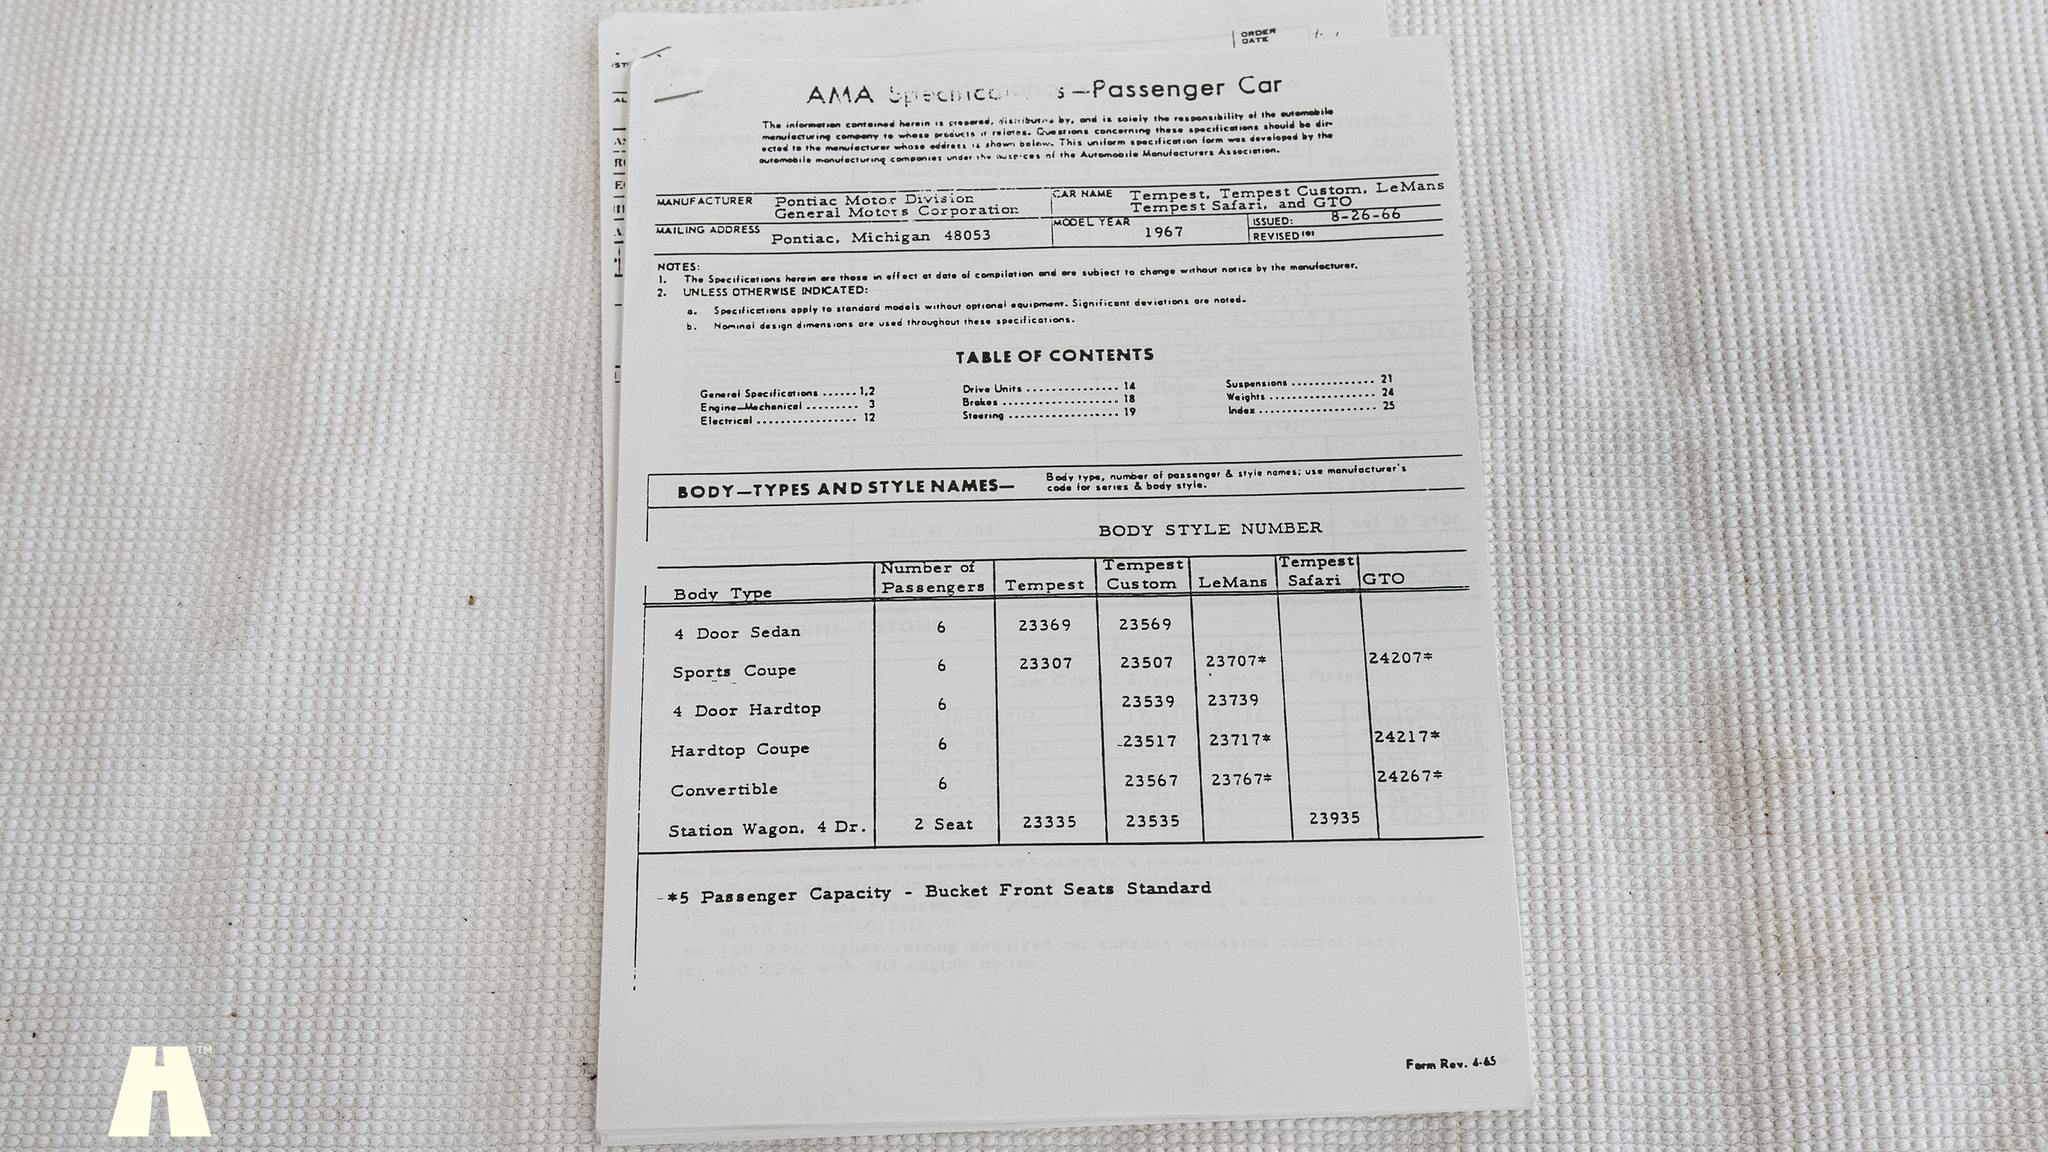 ORDER
DATE
AMA Specifications—Passenger Car
The information contained herein is prepared, distributed by, and is solely the responsibility of the automobile
manufacturing company to whose products it relates. Questions concerning these specifications should be dir-
ected to the manufacturer whose address is shown below. This uniform specification form was developed by the
automobile manufacturing companies under the auspices of the Automobile Manufacturers Association.
MANUFACTURER Pontiac Motor Division General Motors Corporation
CAR NAME Tempest, Tempest Custom, LeMans Tempest Safari, and GTO
MAILING ADDRESS Pontiac, Michigan 48053
MODEL YEAR 1967
ISSUED: 8-26-66
REVISED(•)
NOTES:
1. The Specifications herein are those in effect at date of compilation and are subject to change without notice by the manufacturer.
2. UNLESS OTHERWISE INDICATED:
a. Specifications apply to standard models without optional equipment. Significant deviations are noted.
b. Nominal design dimensions are used throughout these specifications.
TABLE OF CONTENTS
General Specifications ...... 1,2
Engine—Mechanical ......... 3
Electrical ................. 12
Drive Units ............... 14
Brakes .................... 18
Steering .................. 19
Suspensions .............. 21
Weights .................. 24
Index .................... 25
BODY—TYPES AND STYLE NAMES—
Body type, number of passenger & style names; use manufacturer's
code for series & body style.
BODY STYLE NUMBER
Body Type Number of Passengers Tempest Tempest Custom LeMans Tempest Safari GTO
4 Door Sedan 6 23369 23569
Sports Coupe 6 23307 23507 23707* 24207*
4 Door Hardtop 6 23539 23739
Hardtop Coupe 6 23517 23717* 24217*
Convertible 6 23567 23767* 24267*
Station Wagon, 4 Dr. 2 Seat 23335 23535 23935
*5 Passenger Capacity - Bucket Front Seats Standard
Form Rev. 4-65
H™